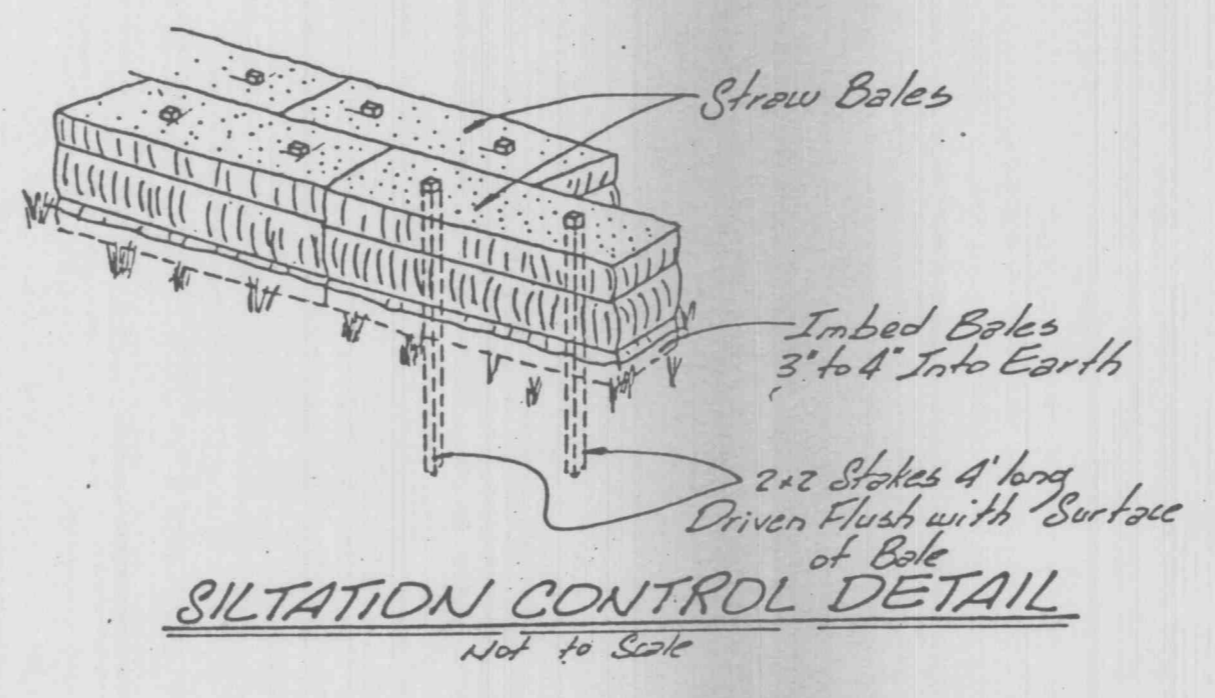 Straw Bales
Imbed Bales
3" to 4" Into Earth
2x2 Stakes 4' long
Driven Flush with Surface
of Bale
SILTATION CONTROL DETAIL
Not to Scale